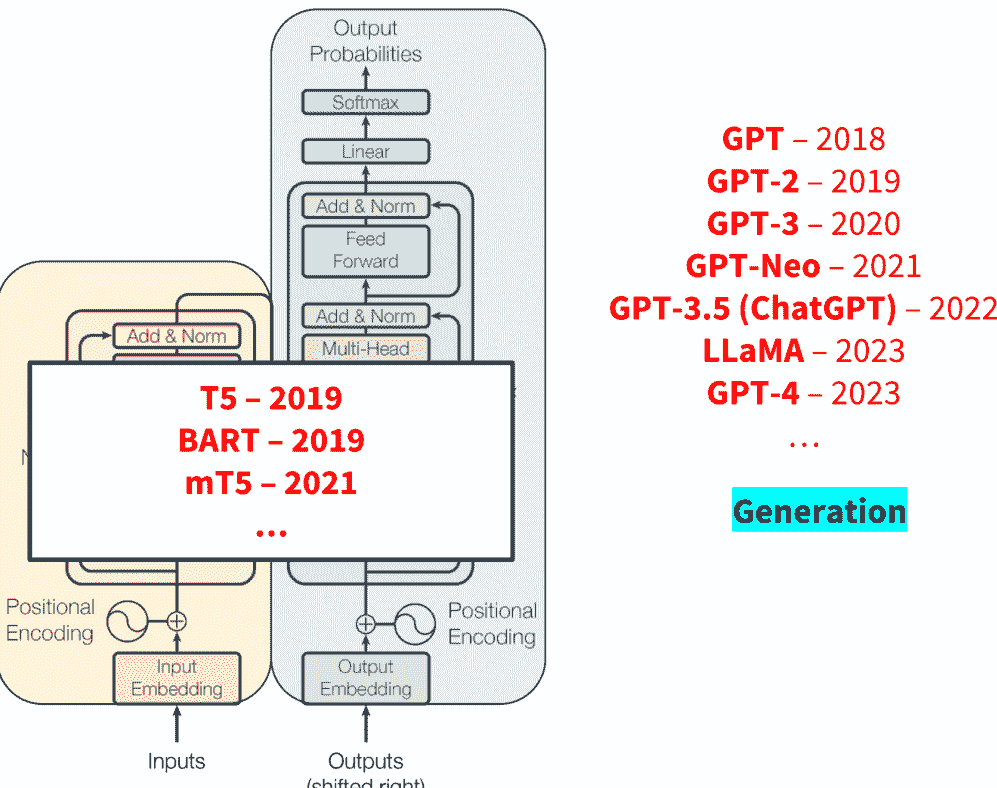 Output
Probabilities
Softmax
Linear
Add & Norm
Feed
Forward
Add & Norm
Multi-Head
Add & Norm
T5 – 2019
BART – 2019
mT5 – 2021
...
Positional
Encoding
Positional
Encoding
Input
Embedding
Output
Embedding
Inputs
Outputs
(shifted right)
GPT – 2018
GPT-2 – 2019
GPT-3 – 2020
GPT-Neo – 2021
GPT-3.5 (ChatGPT) – 2022
LLaMA – 2023
GPT-4 – 2023
...
Generation